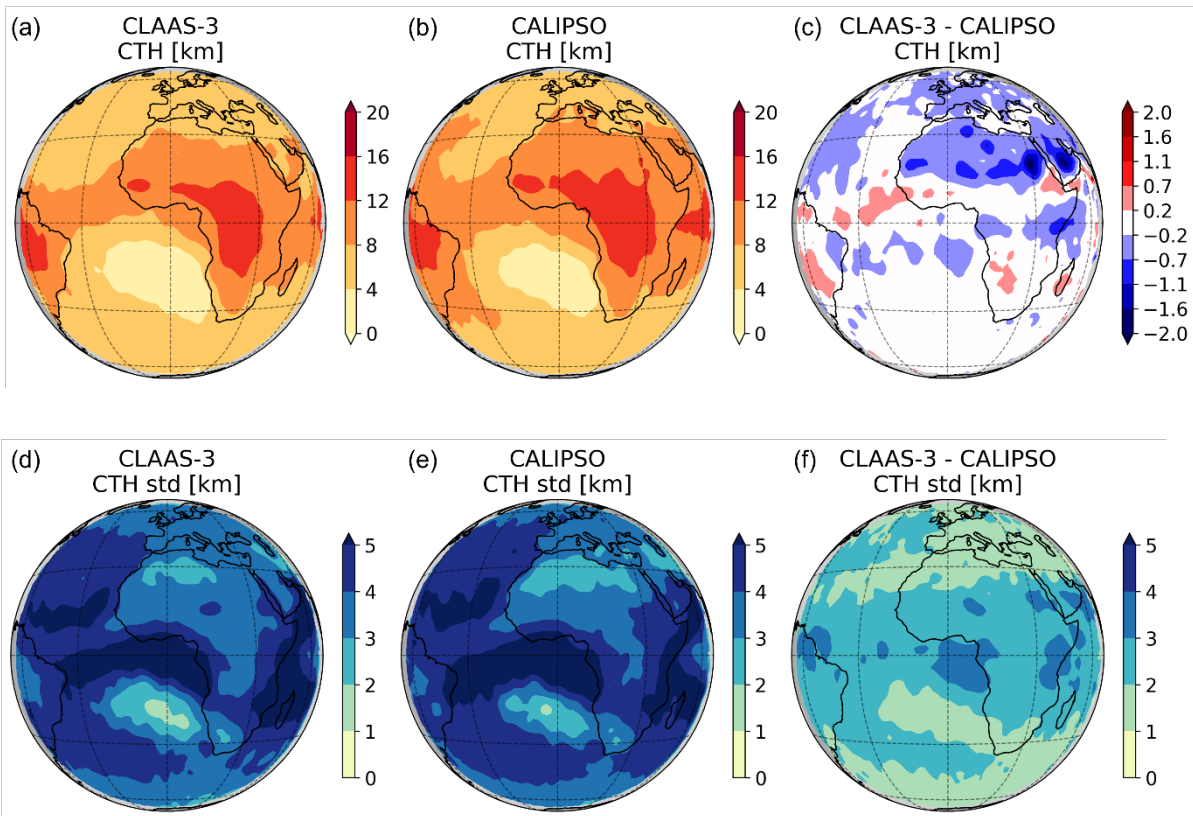 (a)
CLAAS-3
CTH [km]
20
16
12
8
4
0
(b)
CALIPSO
CTH [km]
20
16
12
8
4
0
(c)
CLAAS-3 - CALIPSO
CTH [km]
2.0
1.6
1.1
0.7
0.2
−0.2
−0.7
−1.1
−1.6
−2.0
(d)
CLAAS-3
CTH std [km]
5
4
3
2
1
0
(e)
CALIPSO
CTH std [km]
5
4
3
2
1
0
(f)
CLAAS-3 - CALIPSO
CTH std [km]
5
4
3
2
1
0